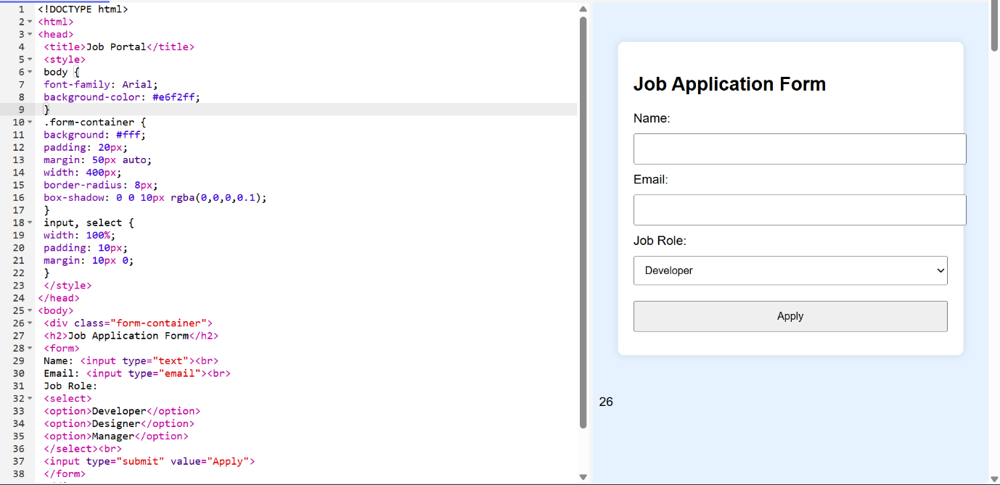 1 <!DOCTYPE html>
2 <html>
3 <head>
4 <title>Job Portal</title>
5 <style>
6 body {
7 font-family: Arial;
8 background-color: #e6f2ff;
9 }
10 .form-container {
11 background: #fff;
12 padding: 20px;
13 margin: 50px auto;
14 width: 400px;
15 border-radius: 8px;
16 box-shadow: 0 0 10px rgba(0,0,0,0.1);
17 }
18 input, select {
19 width: 100%;
20 padding: 10px;
21 margin: 10px 0;
22 }
23 </style>
24 </head>
25 <body>
26 <div class="form-container">
27 <h2>Job Application Form</h2>
28 <form>
29 Name: <input type="text"><br>
30 Email: <input type="email"><br>
31 Job Role:
32 <select>
33 <option>Developer</option>
34 <option>Designer</option>
35 <option>Manager</option>
36 </select><br>
37 <input type="submit" value="Apply">
38 </form>
Job Application Form
Name:
Email:
Job Role:
Developer
Apply
26